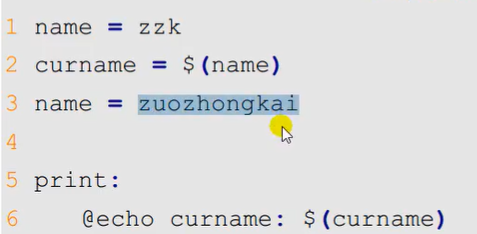 1 name = zzk
2 curname = $(name)
3 name = zuozhongkai
4
5 print:
6     @echo curname: $(curname)